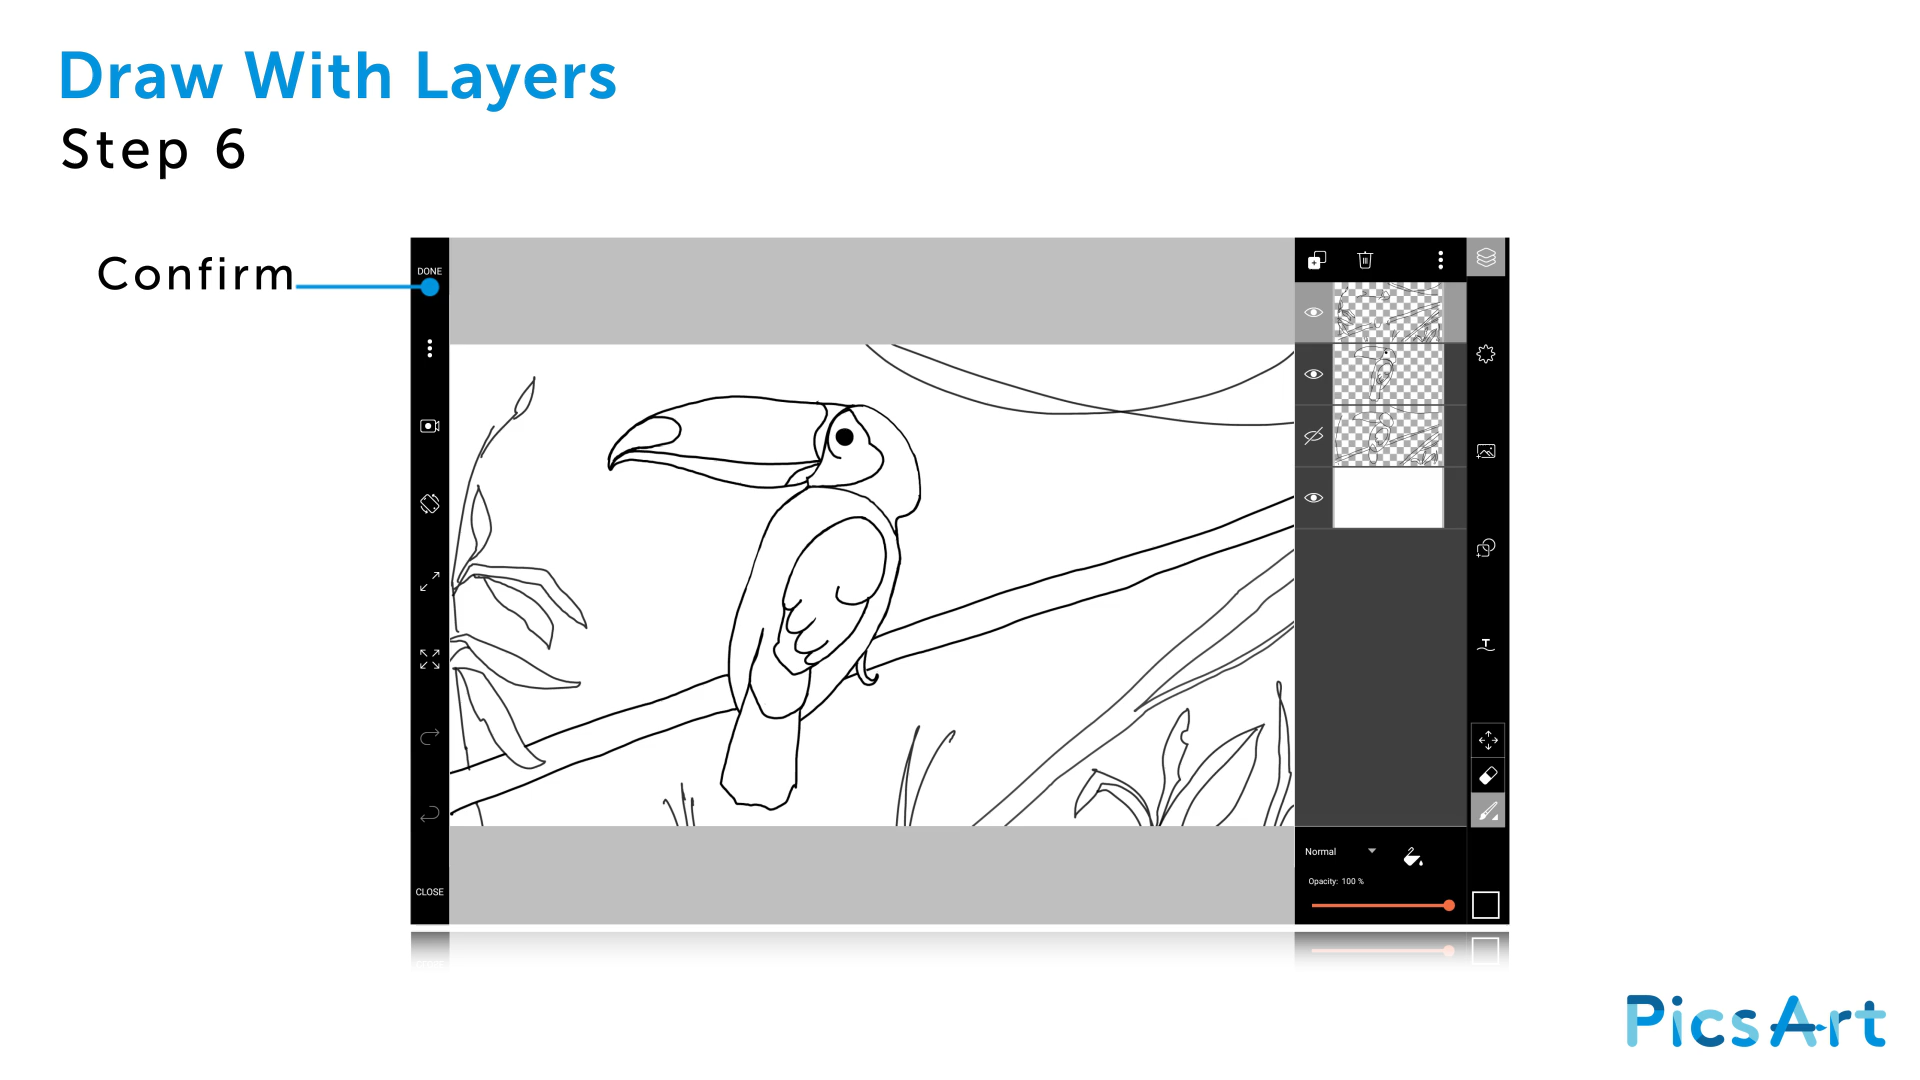 Draw With Layers
Step 6
Confirm
DONE
CLOSE
T
Normal
Opacity: 100 %
PicsArt